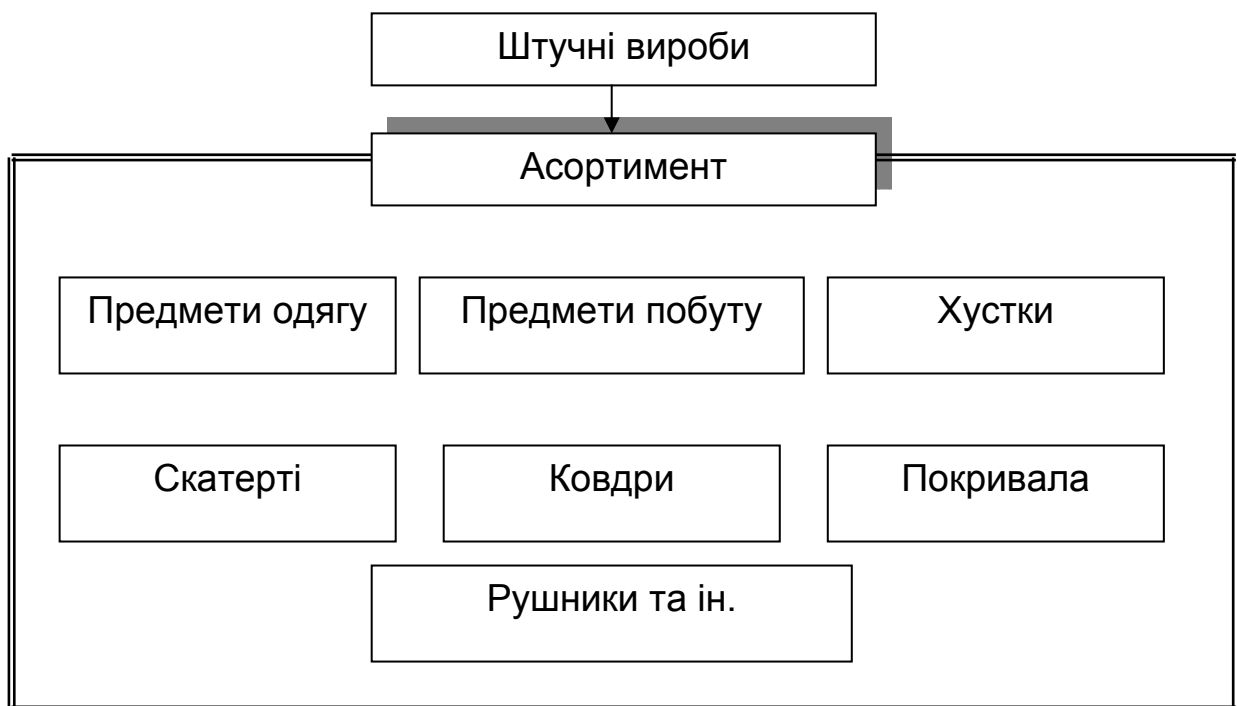 Штучні вироби
Асортимент
Предмети одягу
Предмети побуту
Хустки
Скатерті
Ковдри
Покривала
Рушники та ін.